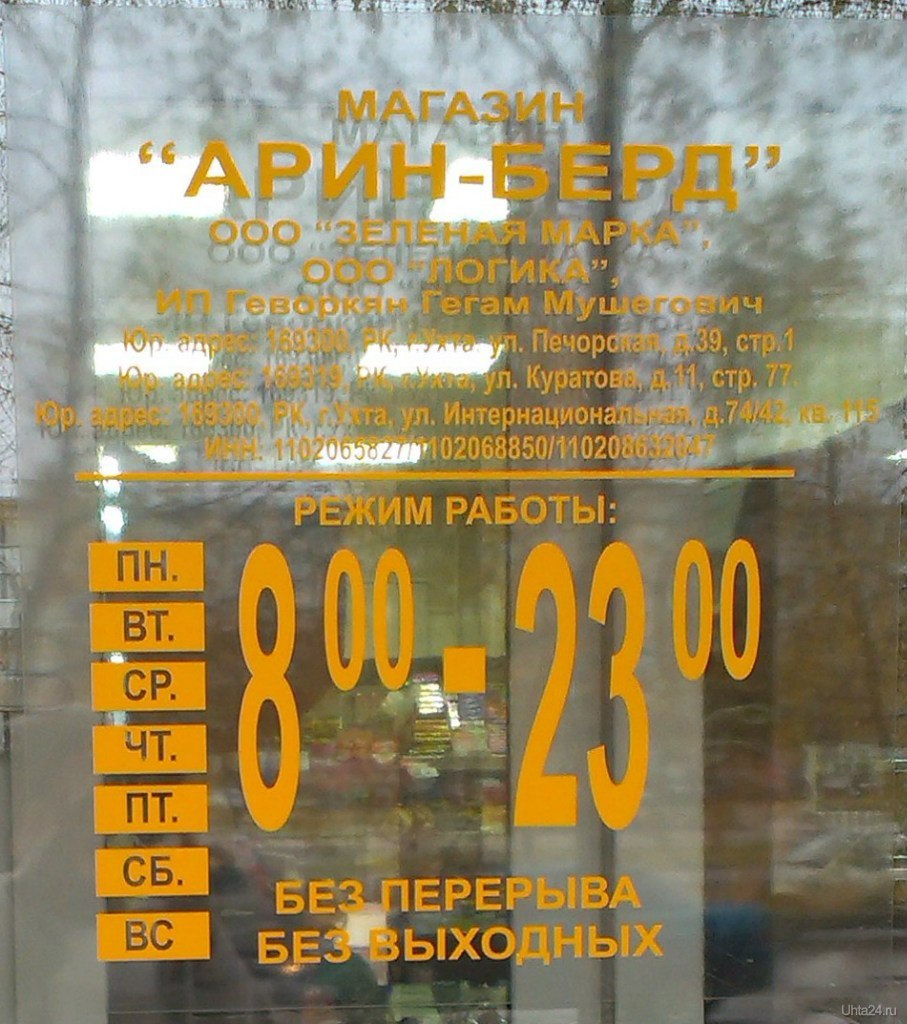 МАГАЗИН
“АРИН-БЕРД”
ООО “ЗЕЛЕНАЯ МАРКА”,
ООО “ЛОГИКА”,
ИП Геворкян Гегам Мушегович
Юр. адрес: 169300, РК, г.Ухта, ул. Печорская, д.39, стр.1
Юр. адрес: 169319, РК, г.Ухта, ул. Куратова, д.11, стр. 77.
Юр. адрес: 169300, РК, г.Ухта, ул. Интернациональная, д.74/42, кв. 115
ИНН: 1102065827/1102068850/110208632047
РЕЖИМ РАБОТЫ:
ПН.
ВТ.
СР.
ЧТ.
ПТ.
СБ.
ВС
8 00 - 23 00
БЕЗ ПЕРЕРЫВА
БЕЗ ВЫХОДНЫХ
Uhta24.ru